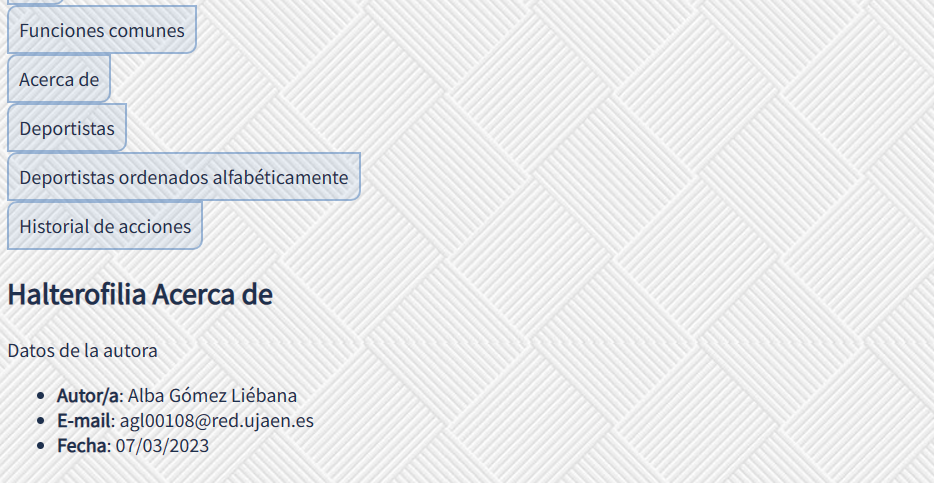 Funciones comunes
Acerca de
Deportistas
Deportistas ordenados alfabéticamente
Historial de acciones
Halterofilia Acerca de
Datos de la autora
Autor/a: Alba Gómez Liébana
E-mail: agl00108@red.ujaen.es
Fecha: 07/03/2023